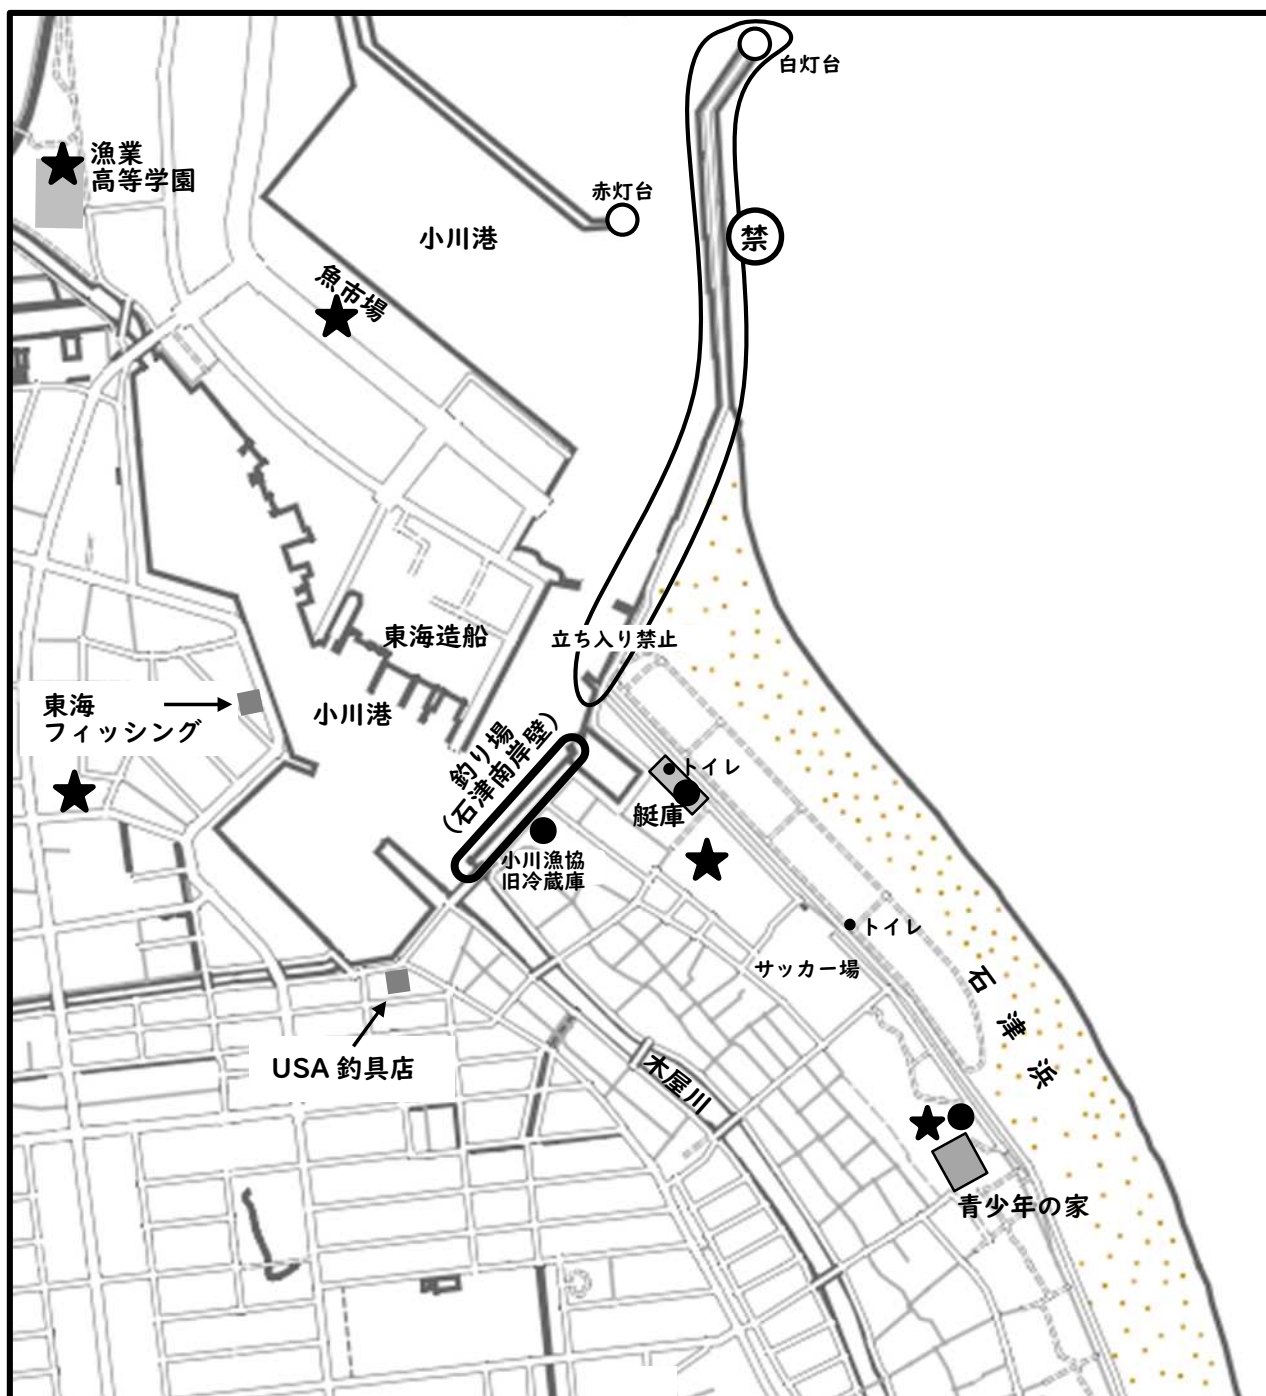 白灯台
漁業
高等学園
赤灯台
小川港
禁
魚市場
立ち入り禁止
東海造船
東海
フィッシング
小川港
釣り場
(石津南岸壁)
トイレ
艇庫
小川漁協
旧冷蔵庫
トイレ
サッカー場
石津浜
USA 釣具店
木屋川
青少年の家